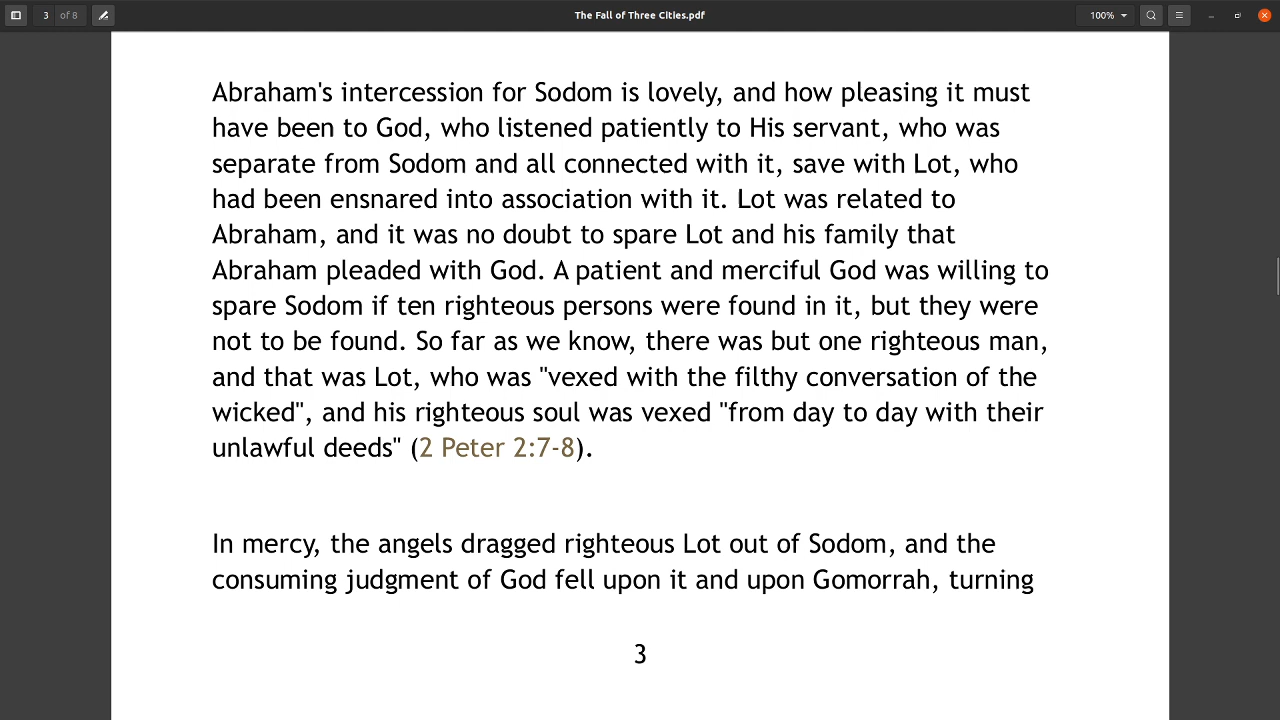 3 of 8
The Fall of Three Cities.pdf
100%
Abraham's intercession for Sodom is lovely, and how pleasing it must
have been to God, who listened patiently to His servant, who was
separate from Sodom and all connected with it, save with Lot, who
had been ensnared into association with it. Lot was related to
Abraham, and it was no doubt to spare Lot and his family that
Abraham pleaded with God. A patient and merciful God was willing to
spare Sodom if ten righteous persons were found in it, but they were
not to be found. So far as we know, there was but one righteous man,
and that was Lot, who was "vexed with the filthy conversation of the
wicked", and his righteous soul was vexed "from day to day with their
unlawful deeds" (2 Peter 2:7-8).
In mercy, the angels dragged righteous Lot out of Sodom, and the
consuming judgment of God fell upon it and upon Gomorrah, turning
3